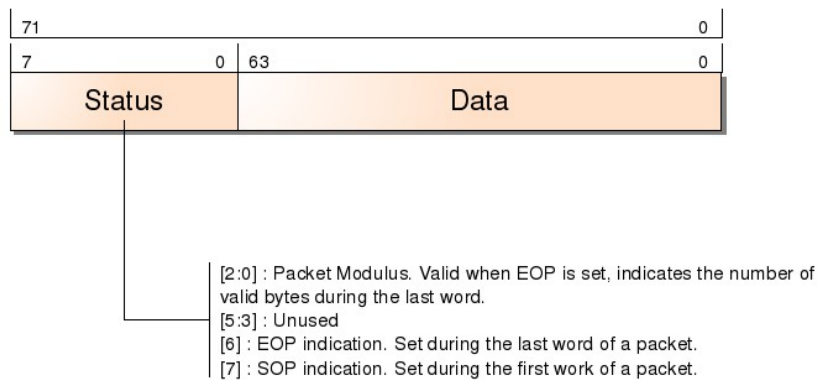 71 0
7 0 63 0
Status Data
[2:0] : Packet Modulus. Valid when EOP is set, indicates the number of
valid bytes during the last word.
[5:3] : Unused
[6] : EOP indication. Set during the last word of a packet.
[7] : SOP indication. Set during the first work of a packet.